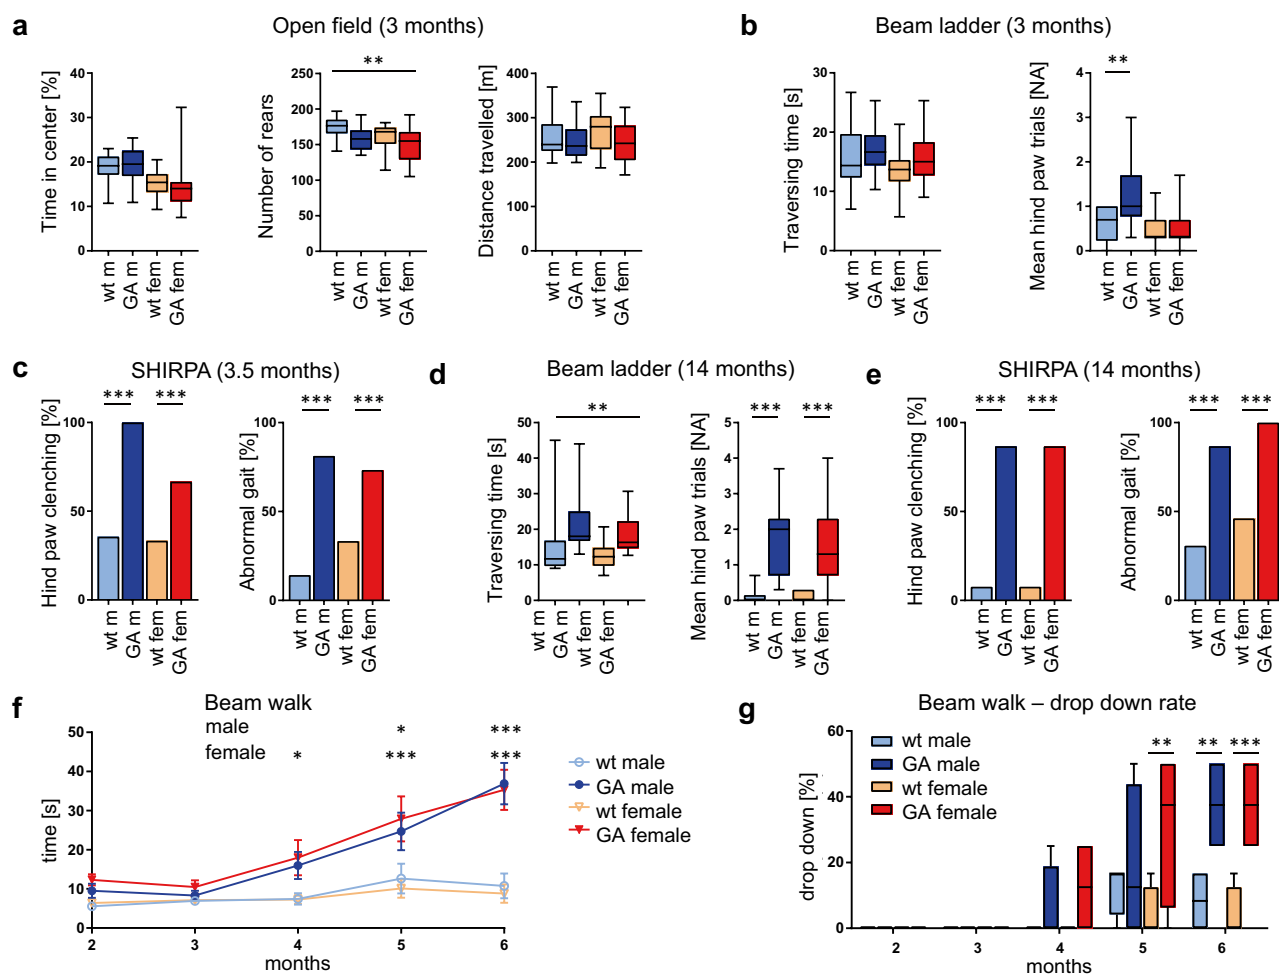 a
Open field (3 months)
Time in center [%]
40
30
20
10
0
wt m
GA m
wt fem
GA fem
Number of rears
250
200
150
100
50
0
**
wt m
GA m
wt fem
GA fem
Distance travelled [m]
400
300
200
100
0
wt m
GA m
wt fem
GA fem
b
Beam ladder (3 months)
Traversing time [s]
30
20
10
0
wt m
GA m
wt fem
GA fem
Mean hind paw trials [NA]
4
3
2
1
0
**
wt m
GA m
wt fem
GA fem
c
SHIRPA (3.5 months)
Hind paw clenching [%]
100
50
0
*** ***
wt m
GA m
wt fem
GA fem
Abnormal gait [%]
100
50
0
*** ***
wt m
GA m
wt fem
GA fem
d
Beam ladder (14 months)
Traversing time [s]
50
40
30
20
10
0
**
wt m
GA m
wt fem
GA fem
Mean hind paw trials [NA]
5
4
3
2
1
0
*** ***
wt m
GA m
wt fem
GA fem
e
SHIRPA (14 months)
Hind paw clenching [%]
100
50
0
*** ***
wt m
GA m
wt fem
GA fem
Abnormal gait [%]
100
50
0
*** ***
wt m
GA m
wt fem
GA fem
f
Beam walk
male * ***
female * *** ***
time [s]
50
40
30
20
10
0
2 3 4 5 6
months
wt male
GA male
wt female
GA female
g
Beam walk – drop down rate
drop down [%]
60
40
20
0
wt male
GA male
wt female
GA female
** ** ***
2 3 4 5 6
months